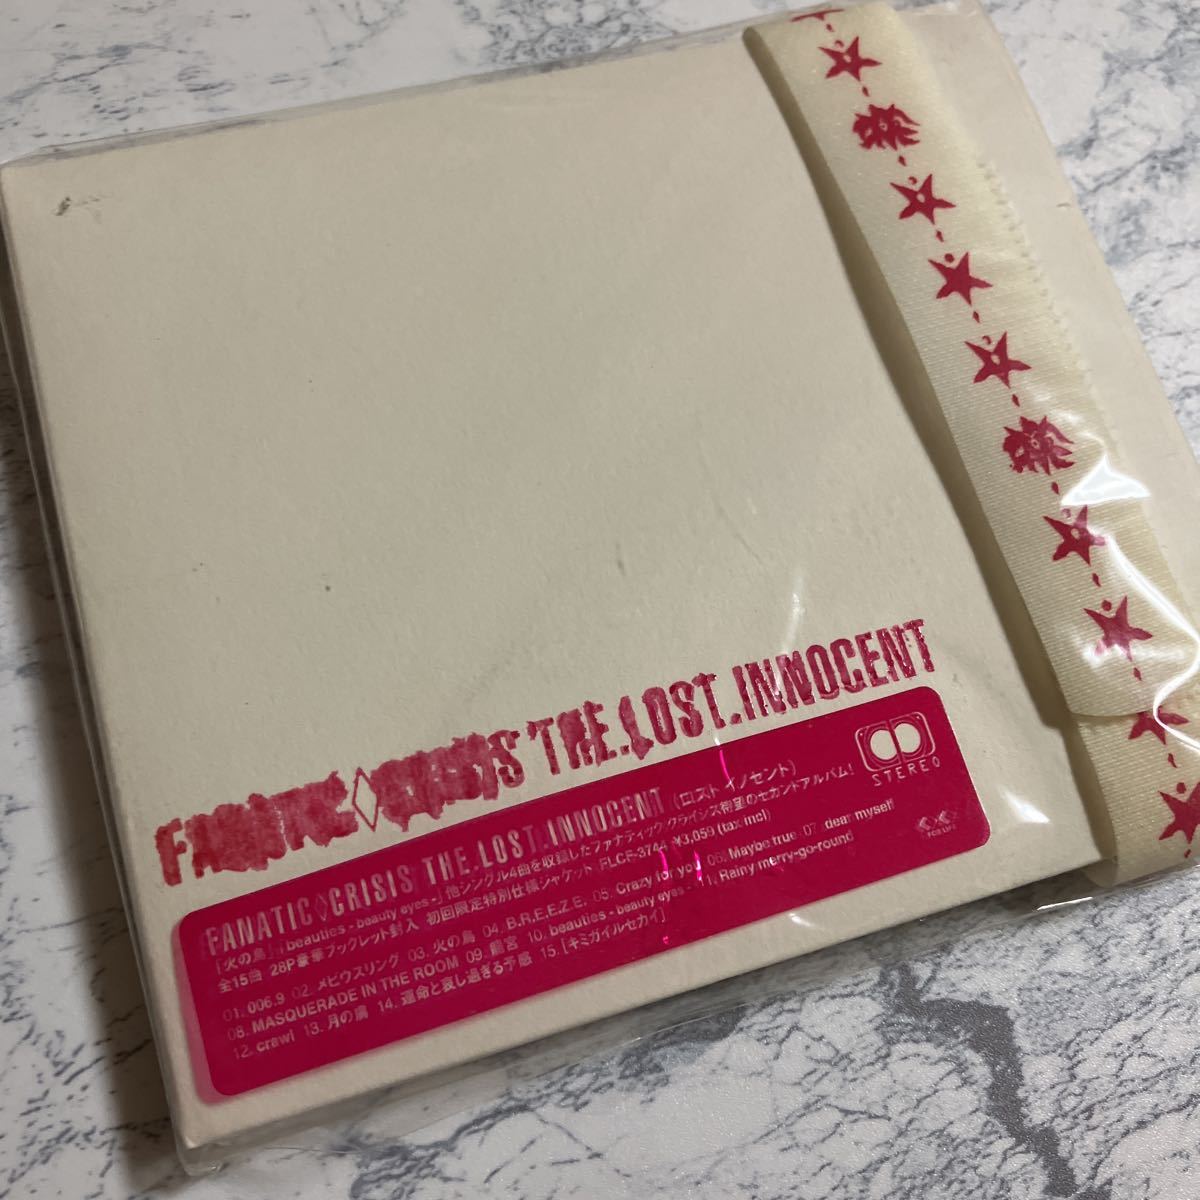 FANATIC◇CRISIS THE.LOST.INNOCENT
FANATIC◇CRISIS THE.LOST.INNOCENT (ロスト イノセント)
「火の鳥」「beauties - beauty eyes -」他シングル4曲を収録したファナティック クライシス待望のセカンドアルバム!
全15曲 28P豪華ブックレット封入 初回限定特別仕様ジャケット FLCF-3744 ¥3,059 (tax incl)
01. 006.9 02. メビウスリング 03. 火の鳥 04. B.R.E.E.Z.E. 05. Crazy for you 06. Maybe true 07. dear myself
08. MASQUERADE IN THE ROOM 09. 龍宮 10. beauties - beauty eyes - 11. Rainy merry-go-round
12. crawl 13. 月の 14. 運命と哀し過ぎる予感 15. [キミガイルセカイ]
STEREO
FOR LIFE